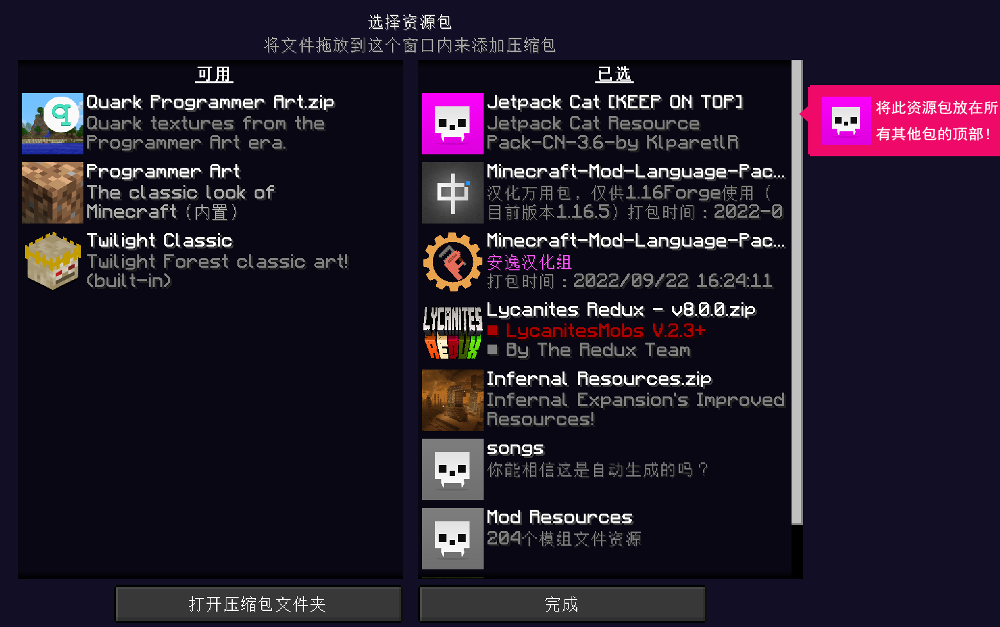 选择资源包
将文件拖放到这个窗口内来添加压缩包
可用
Quark Programmer Art.zip
Quark textures from the
Programmer Art era.
Programmer Art
The classic look of
Minecraft（内置）
Twilight Classic
Twilight Forest classic art!
(built-in)
已选
Jetpack Cat [KEEP ON TOP]
Jetpack Cat Resource
Pack-CN-3.6-by KlparetlR
Minecraft-Mod-Language-Pac...
汉化万用包，仅供1.16Forge使用（
目前版本1.16.5）打包时间：2022-0
Minecraft-Mod-Language-Pac...
安逸汉化组
打包时间：2022/09/22 16:24:11
LYCANITES
REDUX
Lycanites Redux - v8.0.0.zip
■ LycanitesMobs V.2.3+
■ By The Redux Team
Infernal Resources.zip
Infernal Expansion's Improved
Resources!
songs
你能相信这是自动生成的吗？
Mod Resources
204个模组文件资源
将此资源包放在所
有其他包的顶部！
打开压缩包文件夹
完成